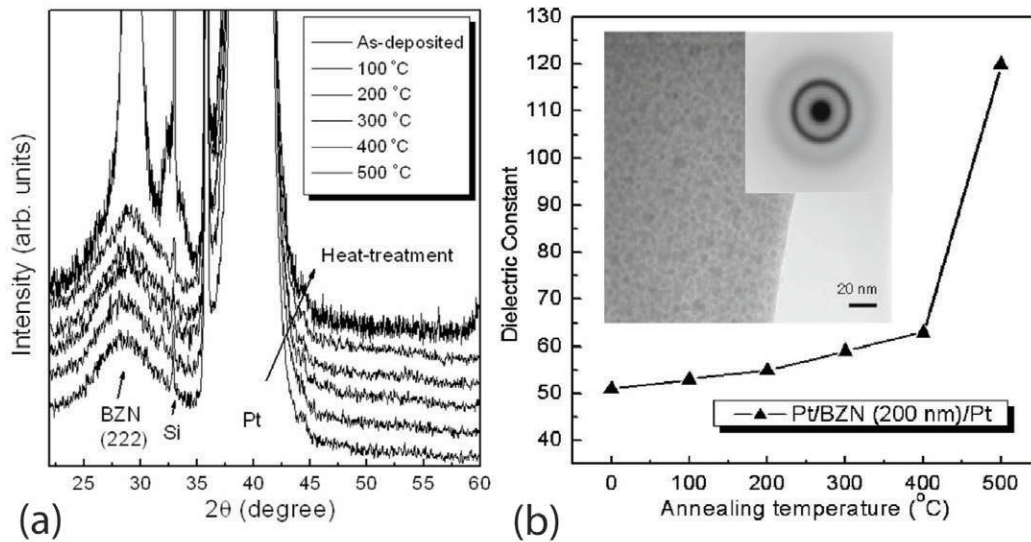 As-deposited
100 °C
200 °C
300 °C
400 °C
500 °C
Heat-treatment
BZN
(222)
Si
Pt
Intensity (arb. units)
25 30 35 40 45 50 55 60
2θ (degree)
(a)
130
120
110
100
90
80
70
60
50
40
Dielectric Constant
20 nm
Pt/BZN (200 nm)/Pt
0 100 200 300 400 500
Annealing temperature (°C)
(b)